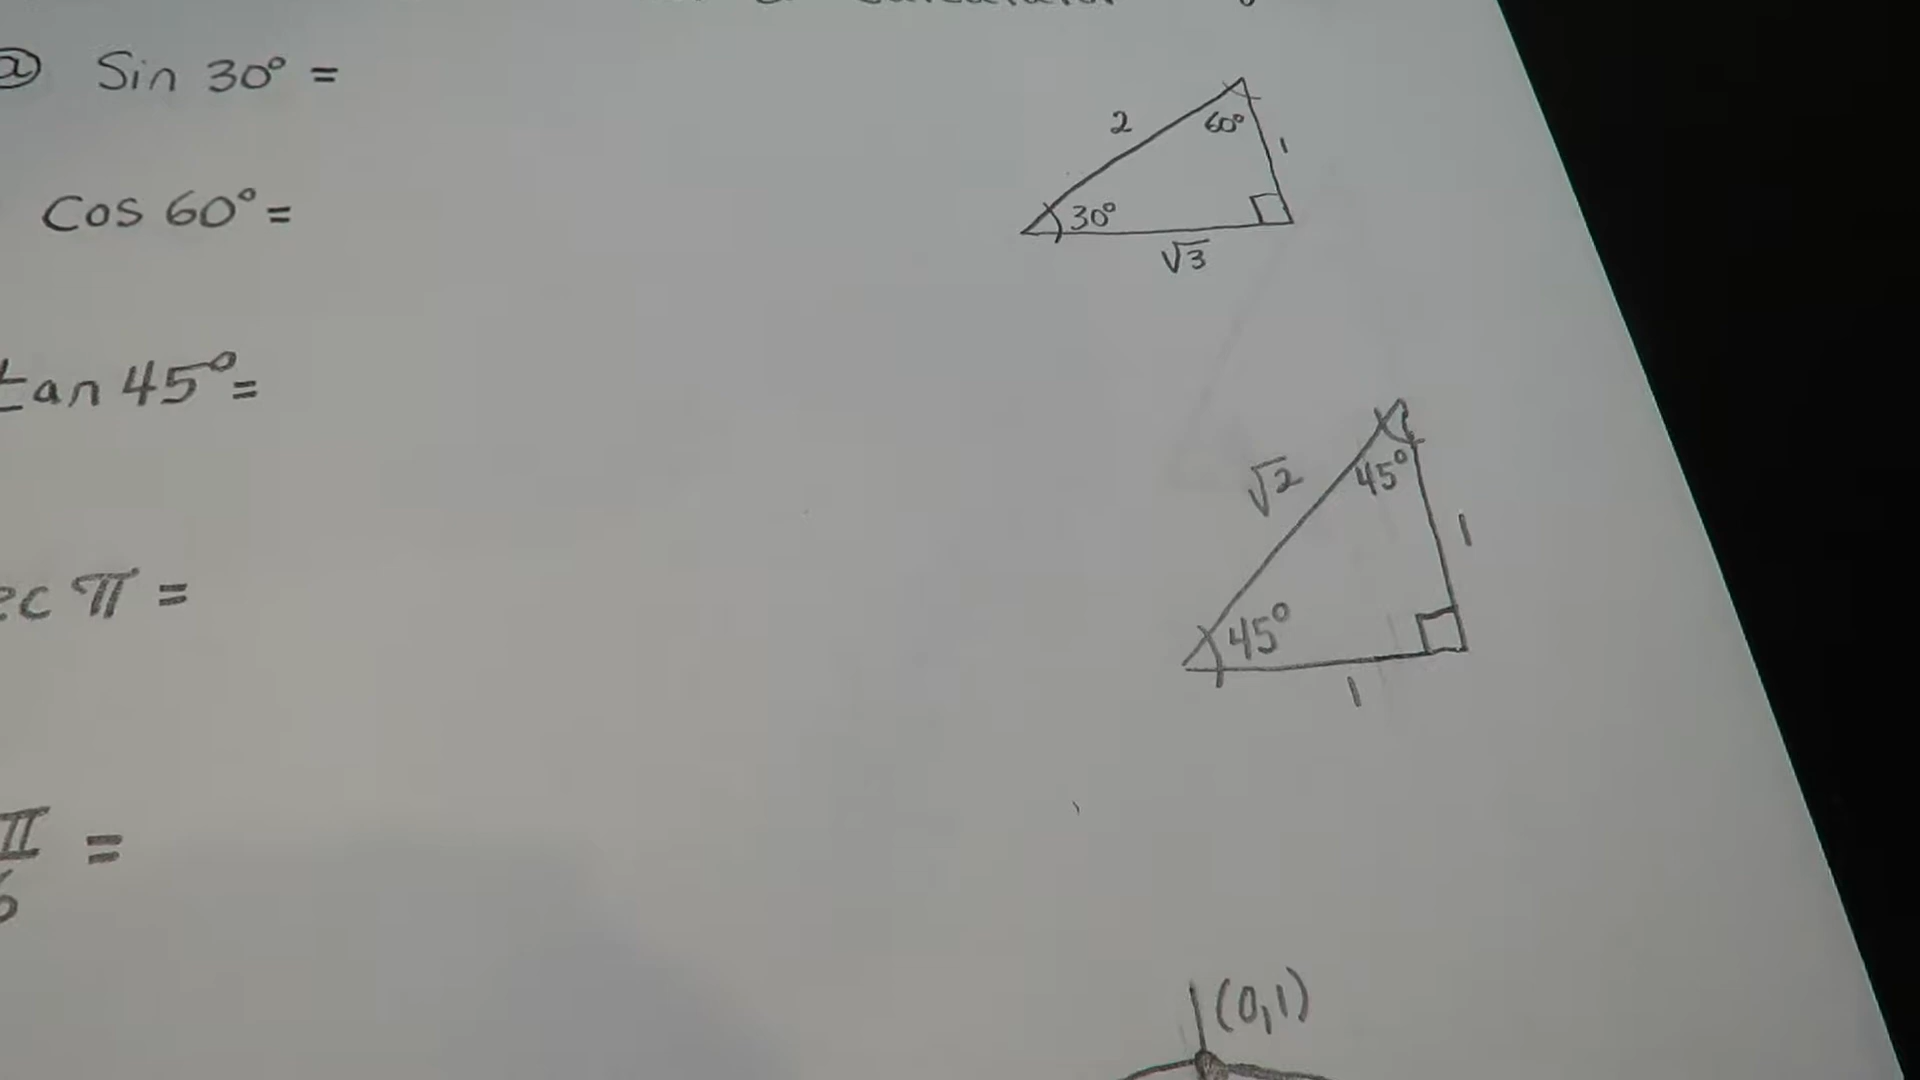 a Sin 30° =
2
60°
1
30°
√3
Cos 60° =
tan 45° =
√2
45°
1
45°
1
π =
π
=
(0,1)